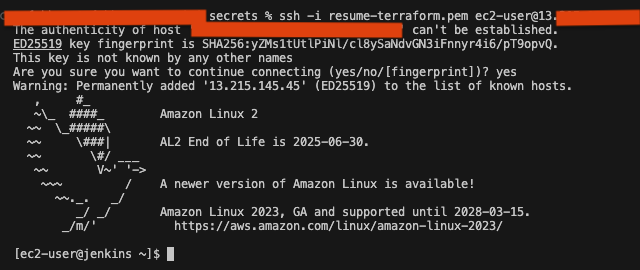 secrets % ssh -i resume-terraform.pem ec2-user@13.
The authenticity of host can't be established.
ED25519 key fingerprint is SHA256:yZMs1tUtlPiNl/cl8ySaNdvGN3iFnnyr4i6/pT9opvQ.
This key is not known by any other names
Are you sure you want to continue connecting (yes/no/[fingerprint])? yes
Warning: Permanently added '13.215.145.45' (ED25519) to the list of known hosts.
   ,     #_
   ~\_  ####_        Amazon Linux 2
  ~~  \_#####\
  ~~     \###|       AL2 End of Life is 2025-06-30.
  ~~       \#/ ___
   ~~       V~' '->
    ~~~         /    A newer version of Amazon Linux is available!
      ~~._.   _/
         _/ _/       Amazon Linux 2023, GA and supported until 2028-03-15.
       _/m/'           https://aws.amazon.com/linux/amazon-linux-2023/
[ec2-user@jenkins ~]$